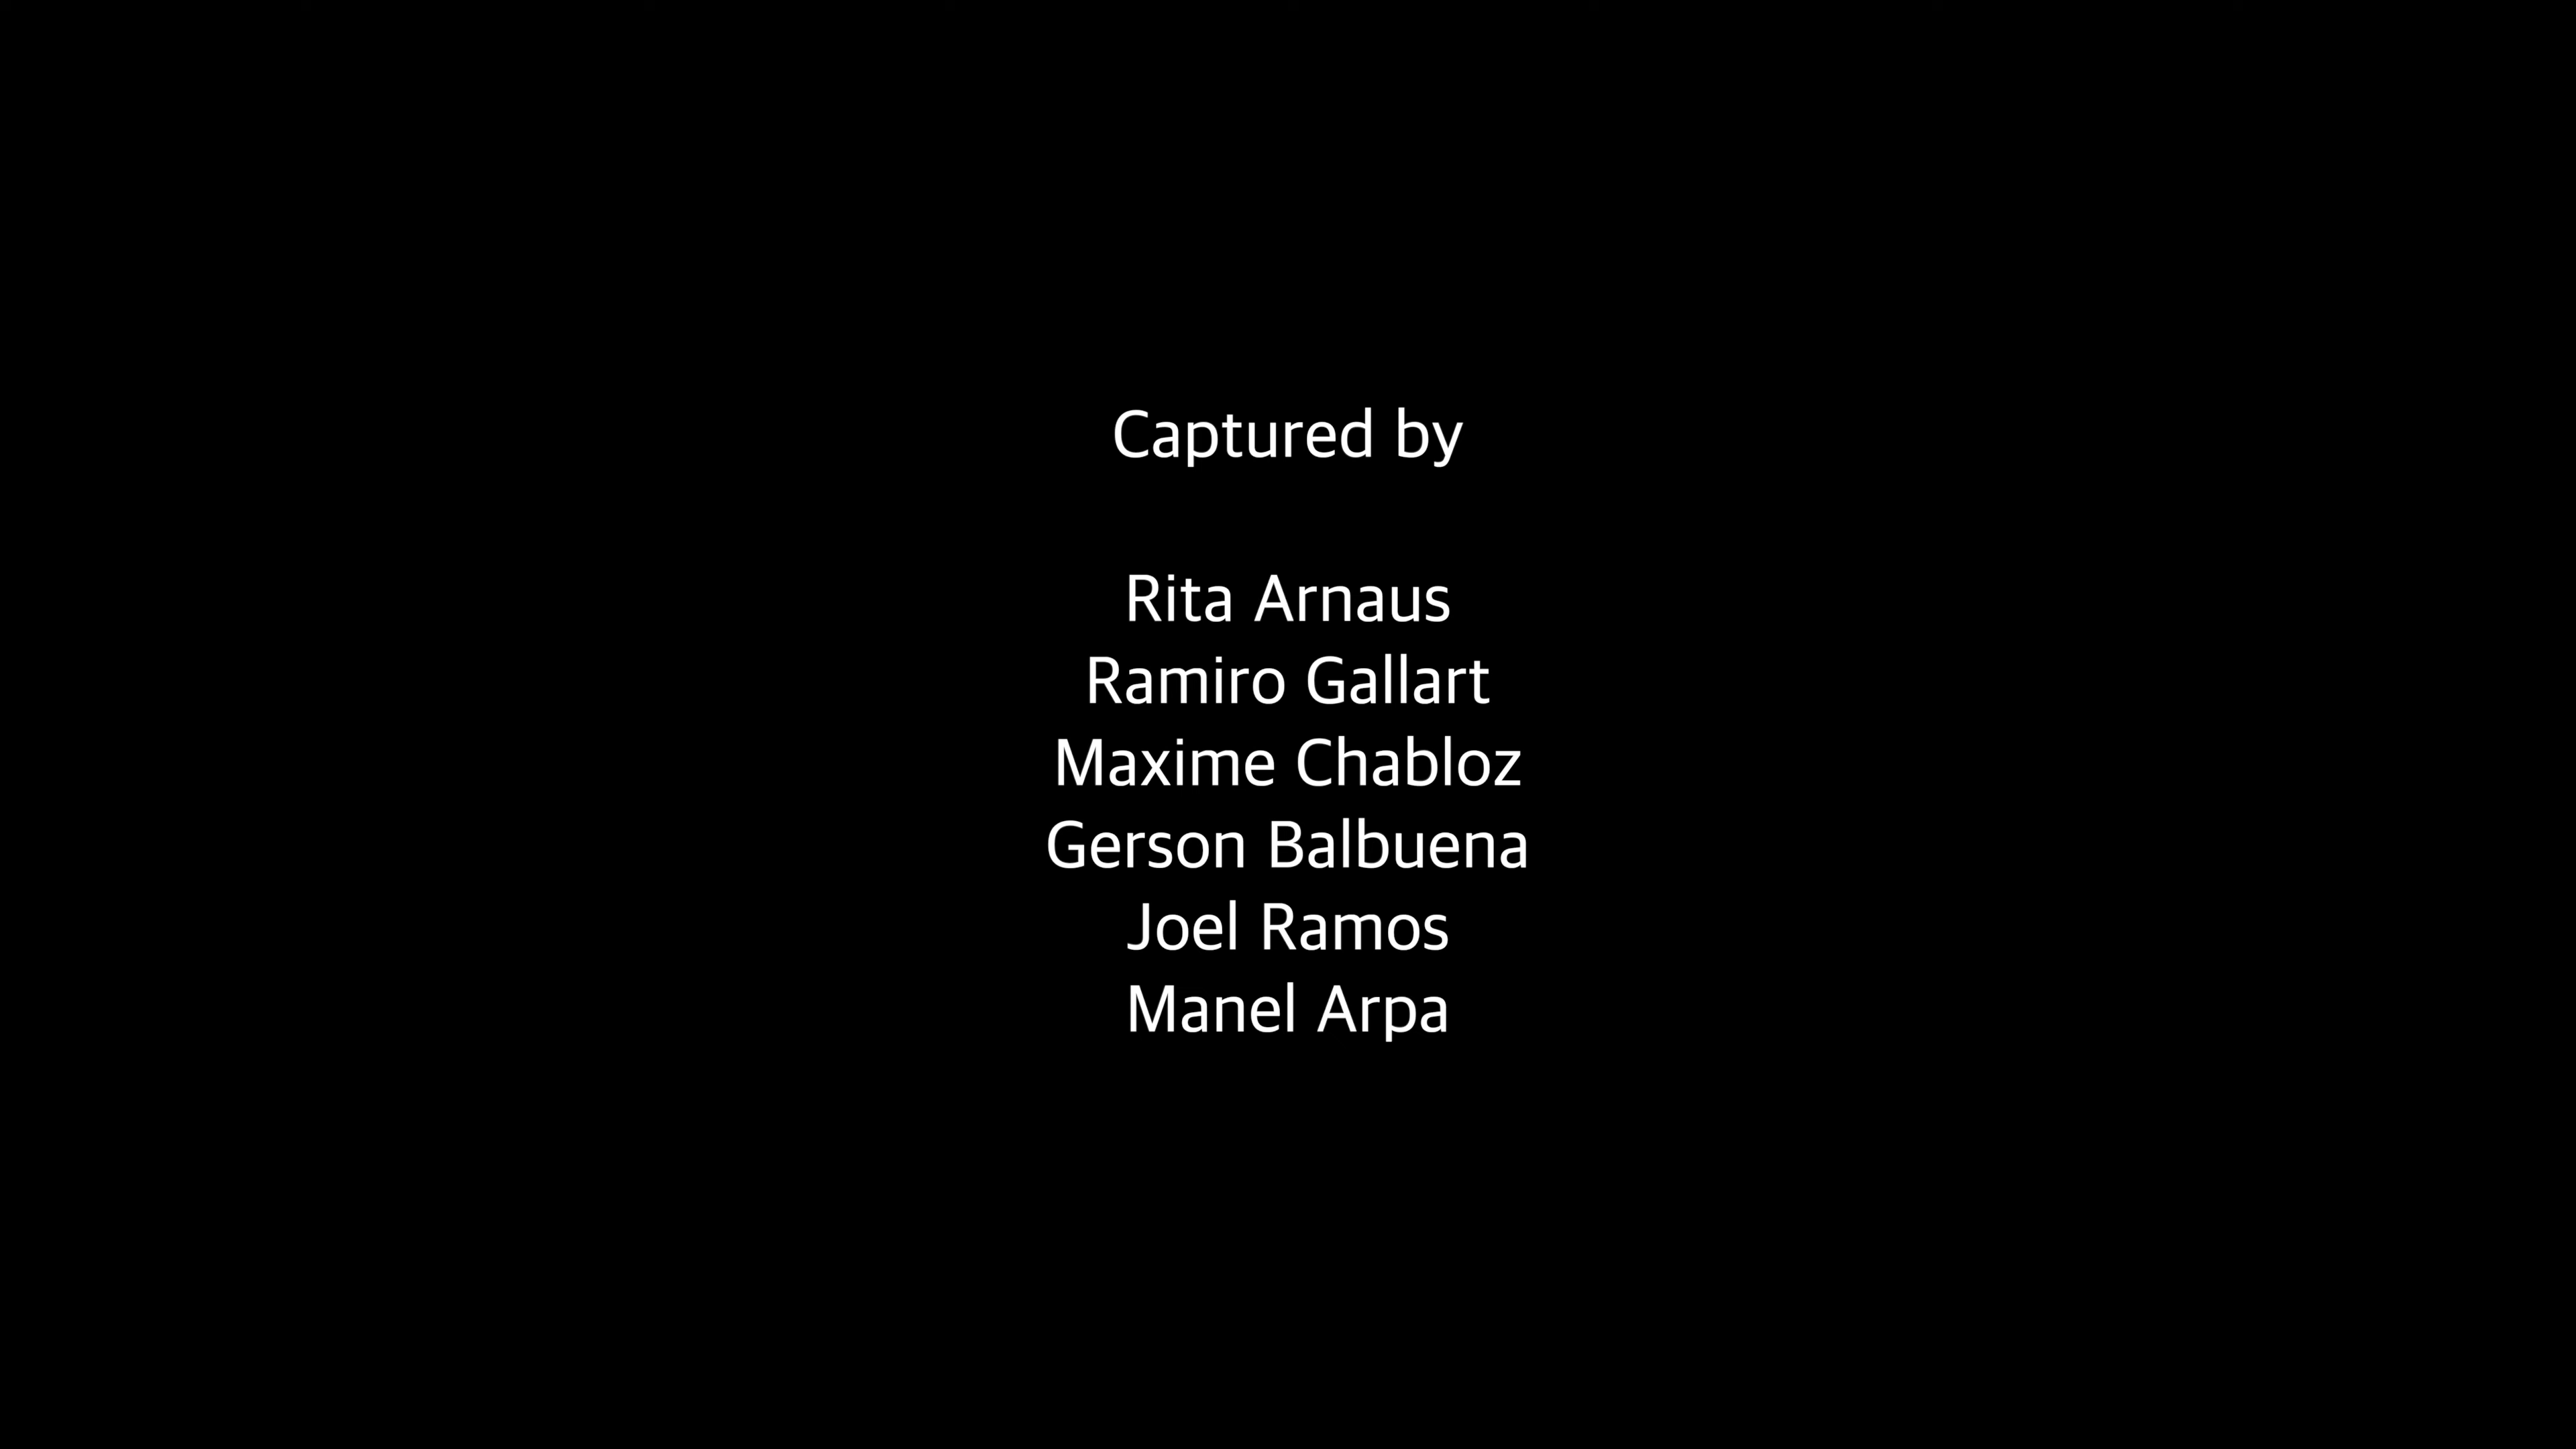 Captured by
Rita Arnaus
Ramiro Gallart
Maxime Chabloz
Gerson Balbuena
Joel Ramos
Manel Arpa